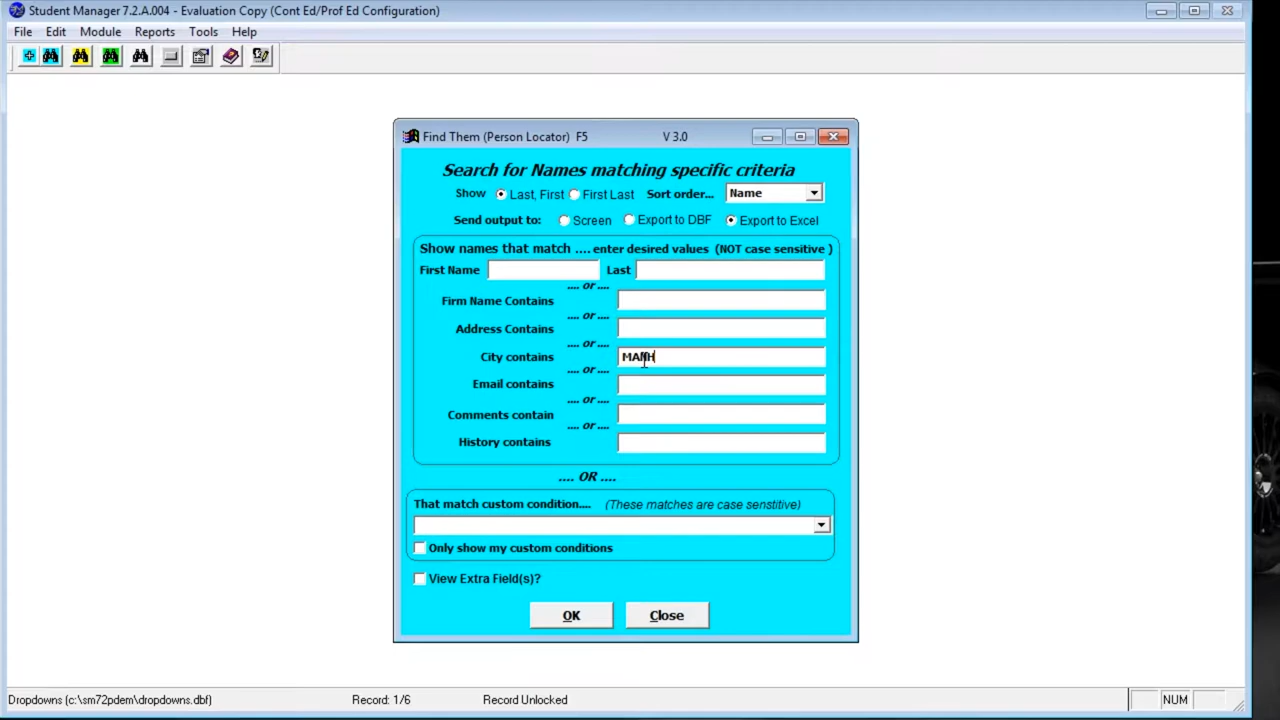 Student Manager 7.2.A.004 - Evaluation Copy (Cont Ed/Prof Ed Configuration)
File Edit Module Reports Tools Help
Find Them (Person Locator) F5 V 3.0
Search for Names matching specific criteria
Show Last, First First Last Sort order... Name
Send output to: Screen Export to DBF Export to Excel
Show names that match .... enter desired values (NOT case sensitive )
First Name Last
.... or ....
Firm Name Contains
.... or ....
Address Contains
.... or ....
City contains MANH
.... or ....
Email contains
.... or ....
Comments contain
.... or ....
History contains
.... OR ....
That match custom condition.... (These matches are case sensitive)
Only show my custom conditions
View Extra Field(s)?
OK Close
Dropdowns (c:\sm72pdem\dropdowns.dbf) Record: 1/6 Record Unlocked NUM